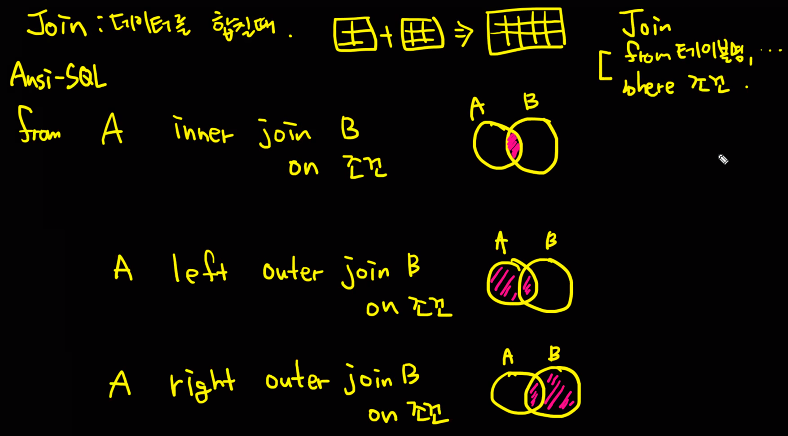 Join : 데이터를 합칠때.
Join
from 테이블명, ...
where 조건.
Ansi-SQL
from A inner join B
on 조건
A B
A left outer join B
on 조건
A B
A right outer join B
on 조건
A B